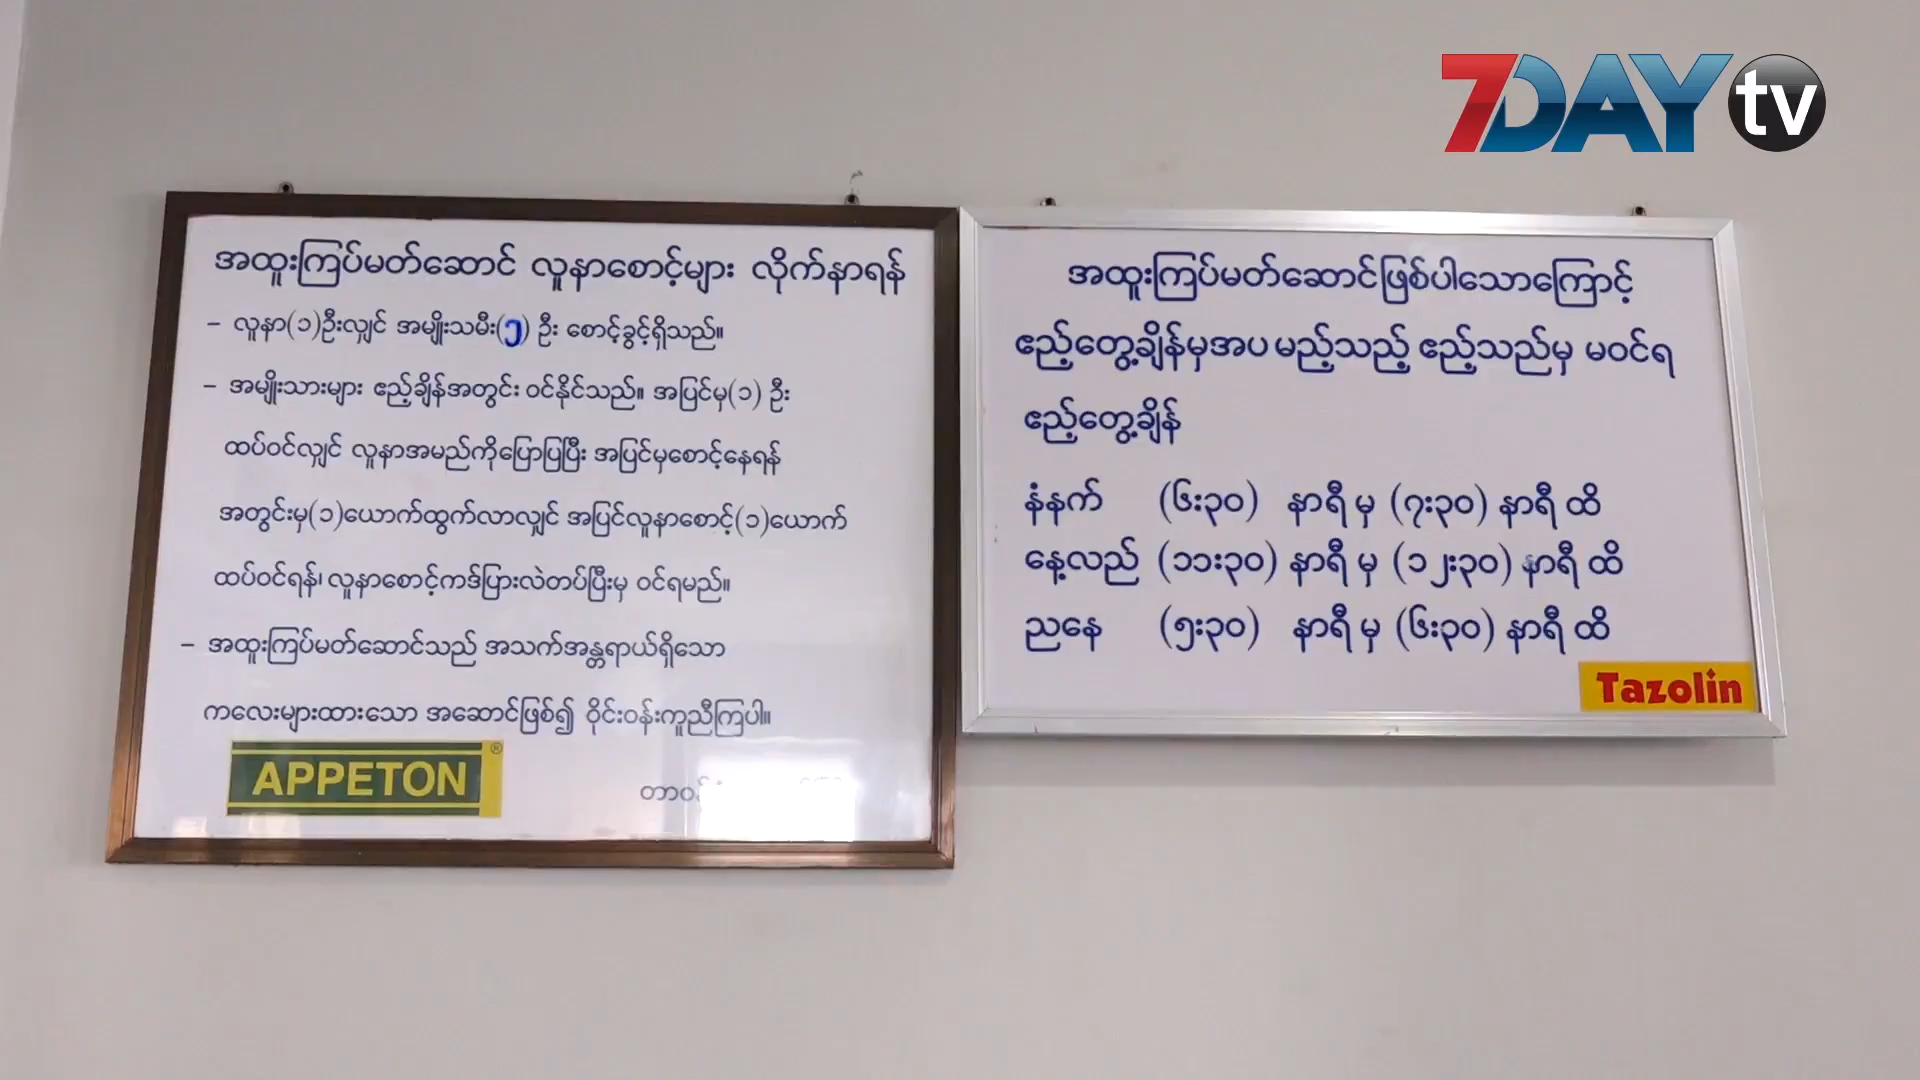 7DAY tv
အထူးကြပ်မတ်ဆောင် လူနာစောင့်များ လိုက်နာရန်
- လူနာ(၁)ဦးလျှင် အမျိုးသမီး(၁) ဦး စောင့်ခွင့်ရှိသည်။
- အမျိုးသားများ ဧည့်ချိန်အတွင်း ဝင်နိုင်သည်။ အပြင်မှ(၁) ဦး
ထပ်ဝင်လျှင် လူနာအမည်ကိုပြောပြပြီး အပြင်မှစောင့်နေရန်
အတွင်းမှ(၁)ယောက်ထွက်လာလျှင် အပြင်လူနာစောင့်(၁)ယောက်
ထပ်ဝင်ရန်၊ လူနာစောင့်ကဒ်ပြားလဲတပ်ပြီးမှ ဝင်ရမည်။
- အထူးကြပ်မတ်ဆောင်သည် အသက်အန္တရာယ်ရှိသော
ကလေးများထားသော အဆောင်ဖြစ်၍ ဝိုင်းဝန်းကူညီကြပါ။
APPETON ®
အထူးကြပ်မတ်ဆောင်ဖြစ်ပါသောကြောင့်
ဧည့်တွေ့ချိန်မှအပ မည့်သည့် ဧည့်သည်မှ မဝင်ရ
ဧည့်တွေ့ချိန်
နံနက် (၆း၃၀) နာရီ မှ (၇း၃၀) နာရီ ထိ
နေ့လည် (၁၁း၃၀) နာရီ မှ (၁၂း၃၀) နာရီ ထိ
ညနေ (၅း၃၀) နာရီ မှ (၆း၃၀) နာရီ ထိ
Tazolin